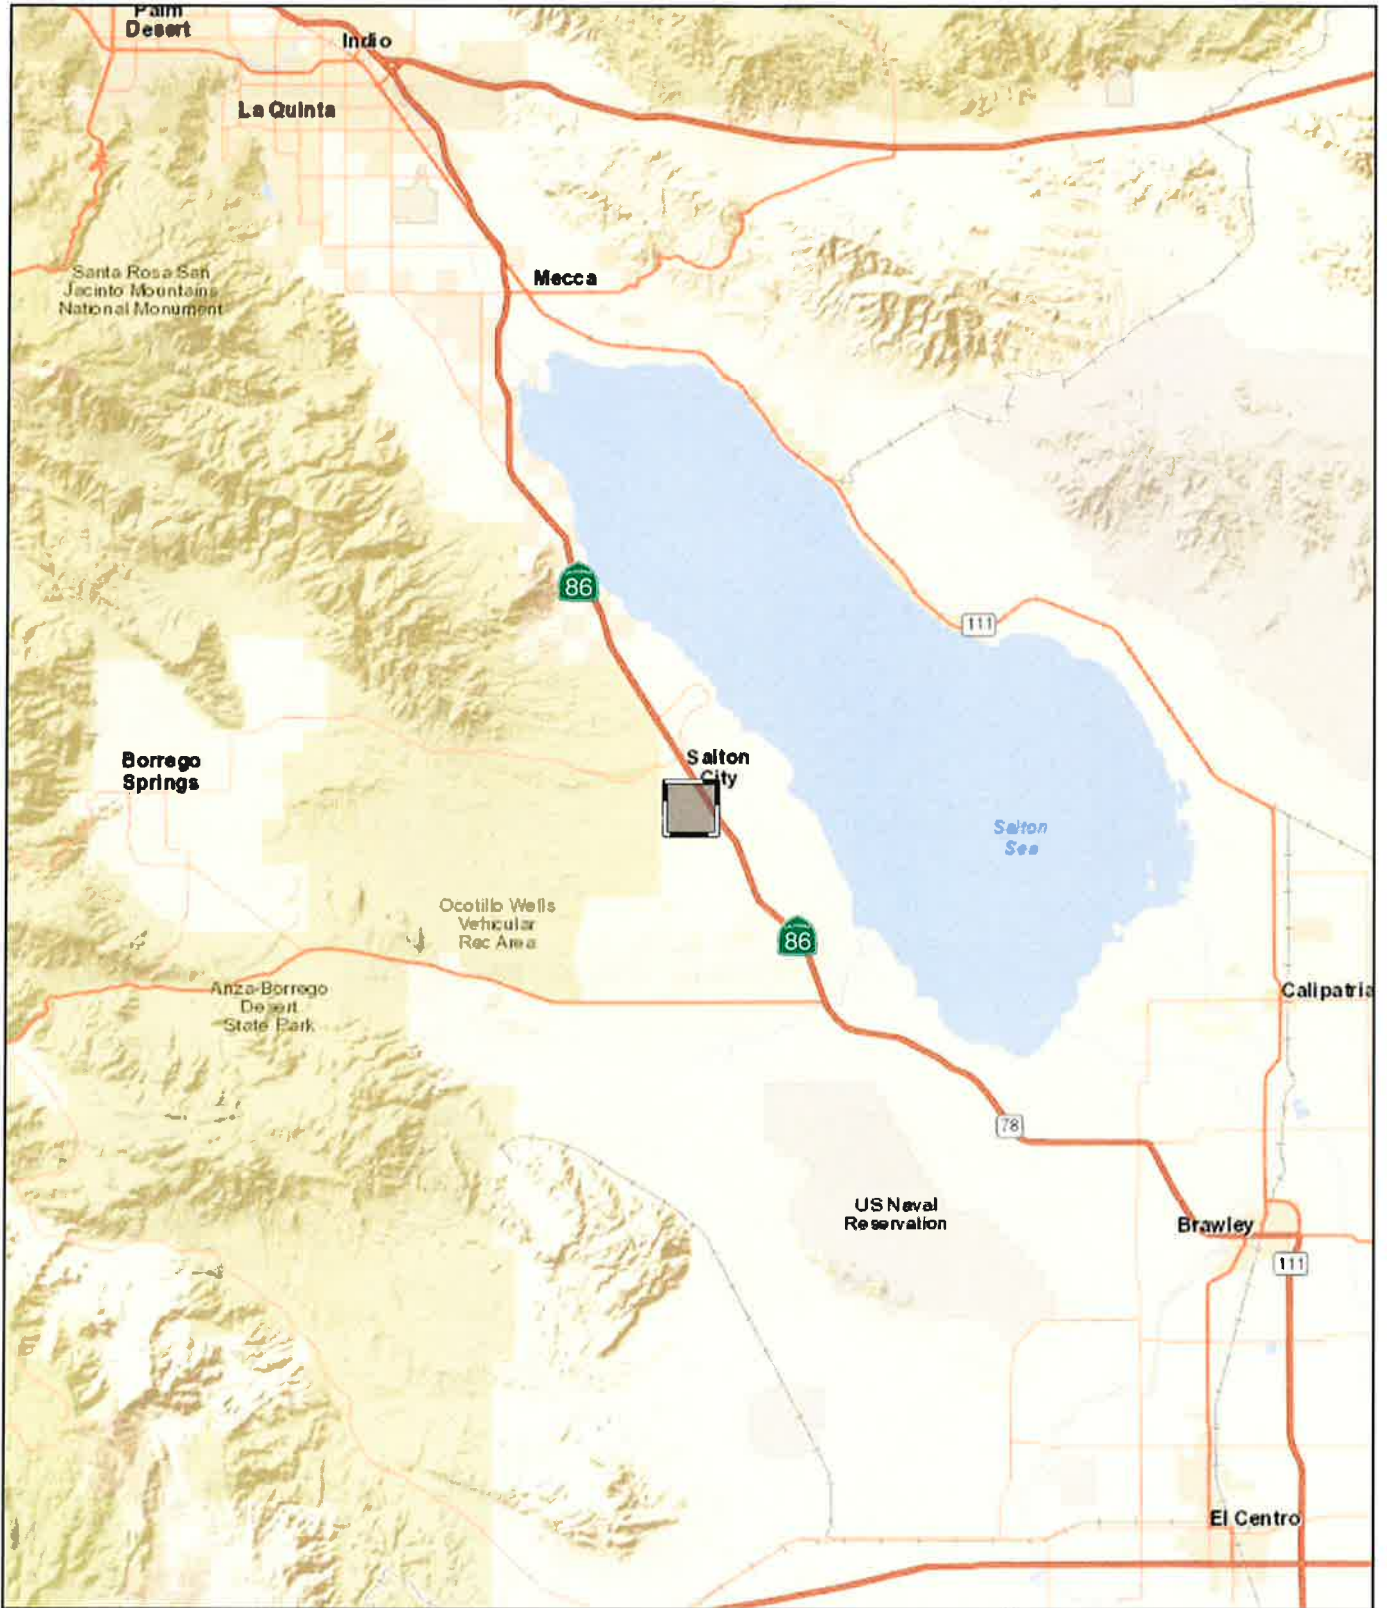 Palm
Desert
Indio
La Quinta
Santa Rosa San
Jacinto Mountains
National Monument
Mecca
86
111
Borrego
Springs
Salton
City
Salton
Sea
Ocotillo Wells
Vehicular
Rec Area
86
Anza-Borrego
Desert
State Park
Calipatria
78
US Naval
Reservation
Brawley
111
El Centro